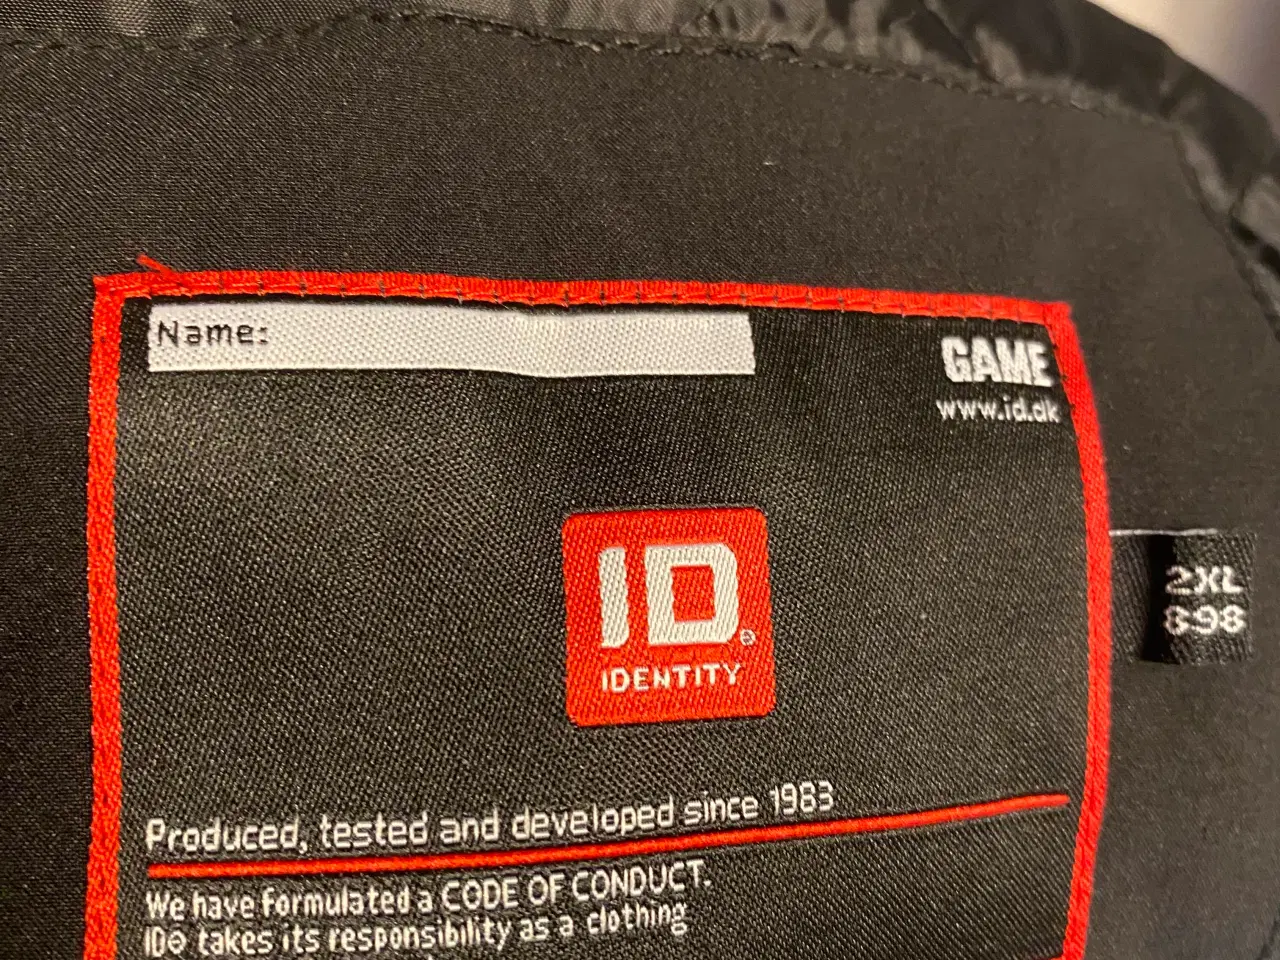 Name:
GAME
www.id.dk
ID®
IDENTITY
2XL
898
Produced, tested and developed since 1983
We have formulated a CODE OF CONDUCT.
ID® takes its responsibility as a clothing